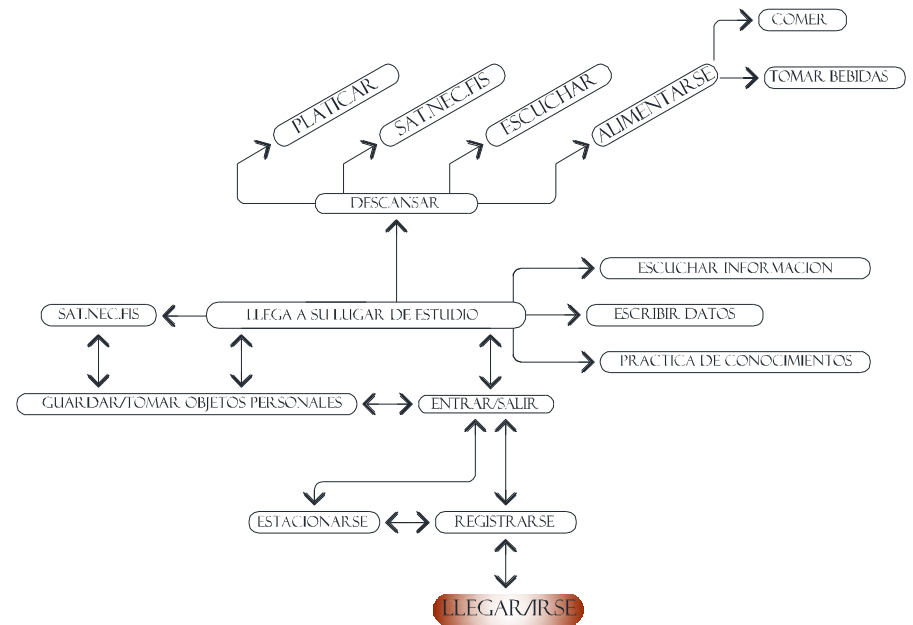 COMER
TOMAR BEBIDAS
PLATICAR
SAT.NEC.FIS
ESCUCHAR
ALIMENTARSE
DESCANSAR
ESCUCHAR INFORMACION
SAT.NEC.FIS
LLEGA A SU LUGAR DE ESTUDIO
ESCRIBIR DATOS
PRACTICA DE CONOCIMIENTOS
GUARDAR/TOMAR OBJETOS PERSONALES
ENTRAR/SALIR
ESTACIONARSE
REGISTRARSE
LLEGAR/IRSE